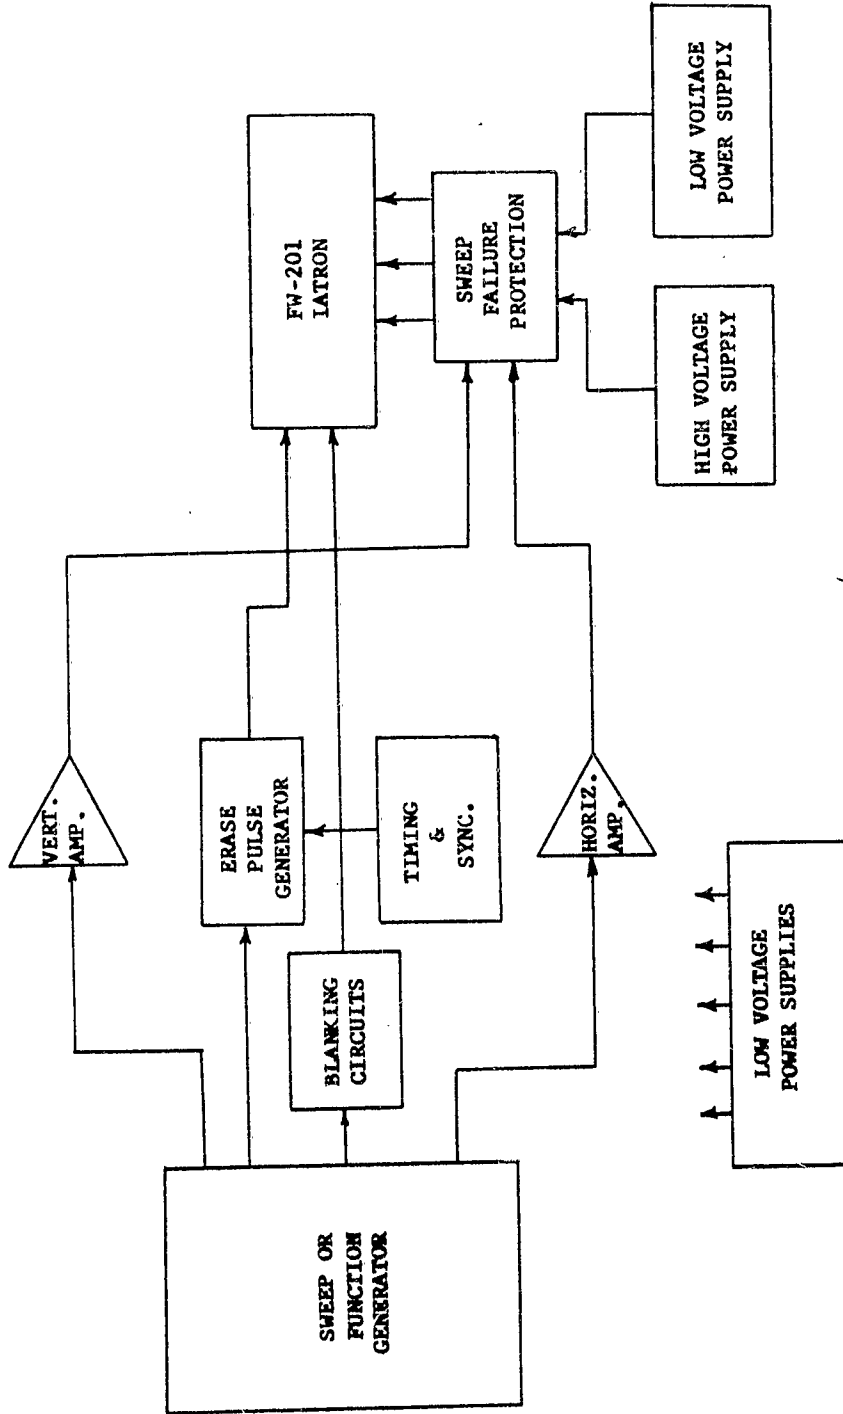 SWEEP OR
FUNCTION
GENERATOR
VERT.
AMP.
ERASE
PULSE
GENERATOR
BLANKING
CIRCUITS
TIMING
&
SYNC.
HORIZ.
AMP.
LOW VOLTAGE
POWER SUPPLIES
FW-201
IATRON
SWEEP
FAILURE
PROTECTION
HIGH VOLTAGE
POWER SUPPLY
LOW VOLTAGE
POWER SUPPLY